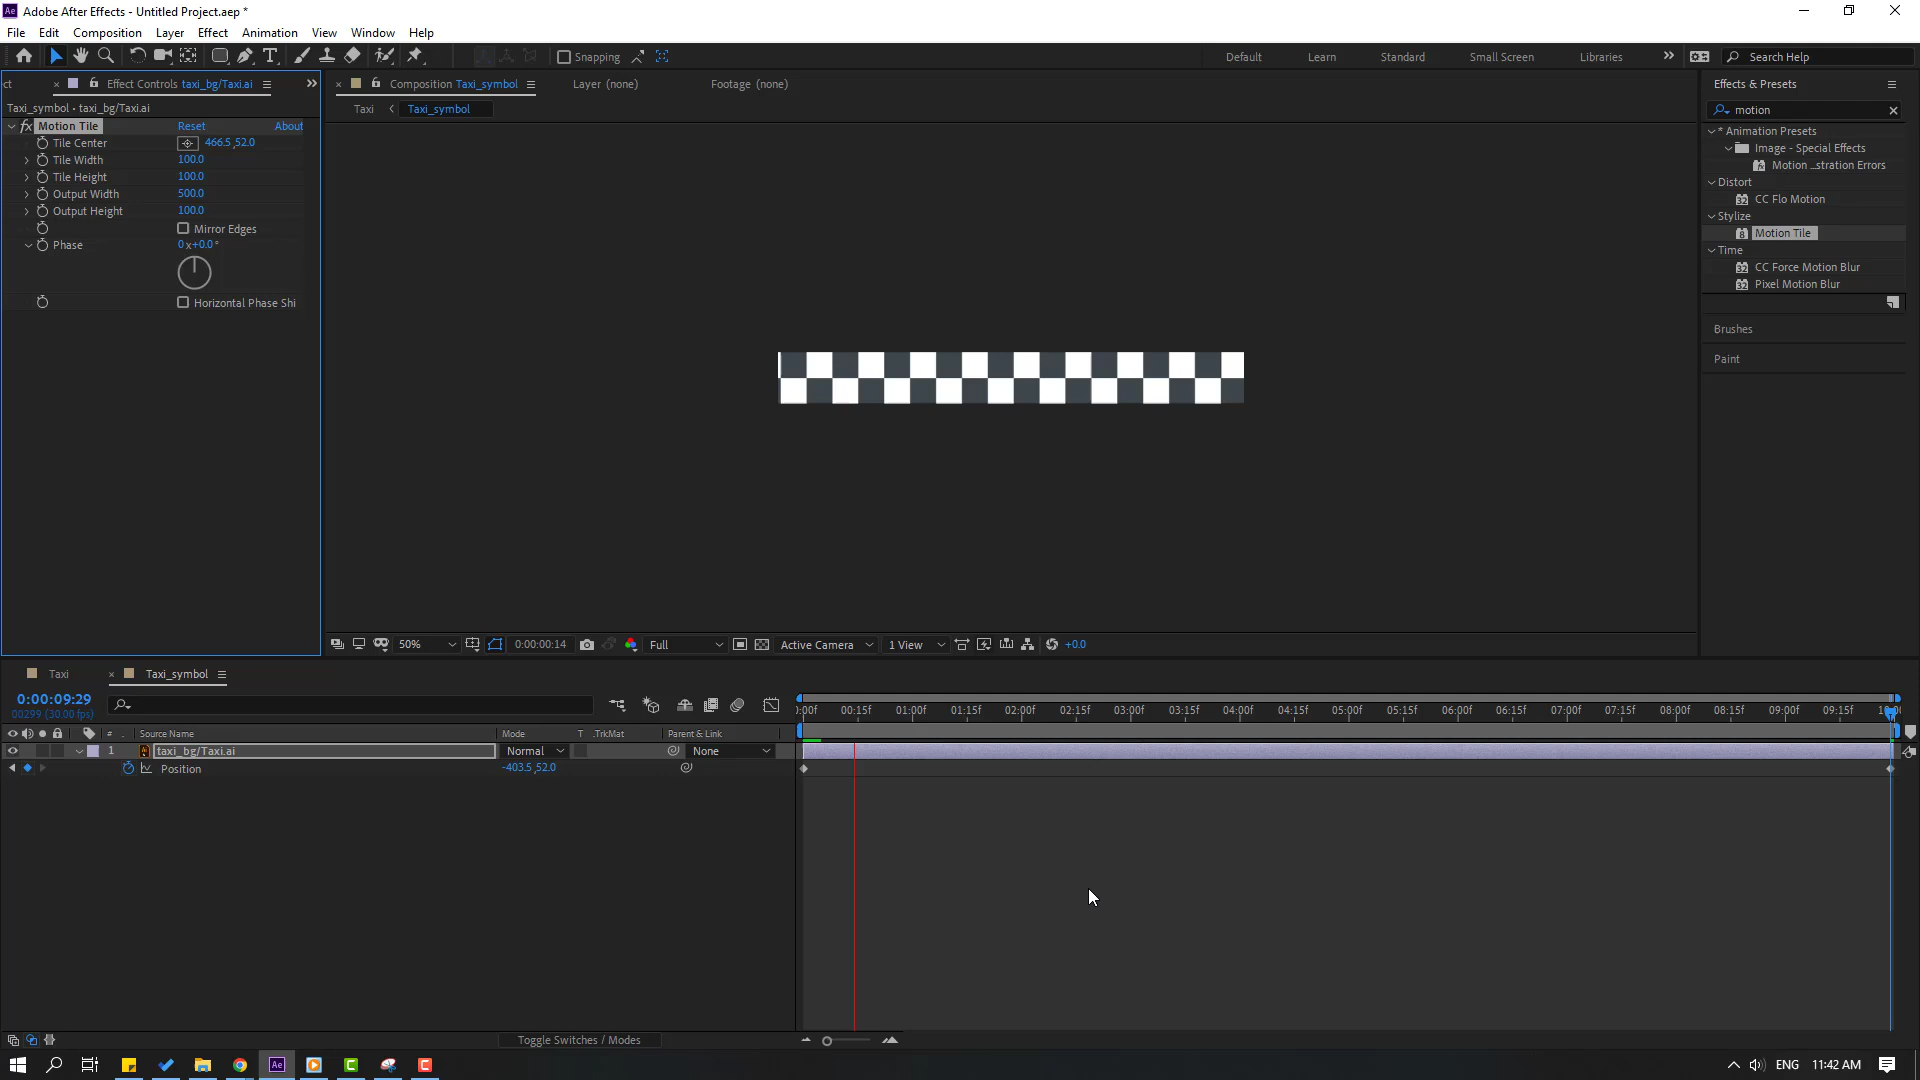 Adobe After Effects - Untitled Project.aep *
File Edit Composition Layer Effect Animation View Window Help
Snapping
Default Learn Standard Small Screen Libraries
Search Help
ct
Effect Controls taxi_bg/Taxi.ai
Taxi_symbol • taxi_bg/Taxi.ai
fx Motion Tile Reset About
Tile Center 466.5,52.0
Tile Width 100.0
Tile Height 100.0
Output Width 500.0
Output Height 100.0
Mirror Edges
Phase 0x+0.0°
Horizontal Phase Shi
Composition Taxi_symbol
Layer (none)
Footage (none)
Taxi
Taxi_symbol
50%
0:00:00:14
Full
Active Camera
1 View
+0.0
Effects & Presets
motion
* Animation Presets
Image - Special Effects
Motion ...stration Errors
Distort
CC Flo Motion
Stylize
Motion Tile
Time
CC Force Motion Blur
Pixel Motion Blur
Brushes
Paint
Taxi
Taxi_symbol
0:00:09:29
00299 (30.00 fps)
:00f 00:15f 01:00f 01:15f 02:00f 02:15f 03:00f 03:15f 04:00f 04:15f 05:00f 05:15f 06:00f 06:15f 07:00f 07:15f 08:00f 08:15f 09:00f 09:15f
# Source Name Mode T .TrkMat Parent & Link
1 taxi_bg/Taxi.ai Normal None
Position -403.5,52.0
Toggle Switches / Modes
ENG 11:42 AM